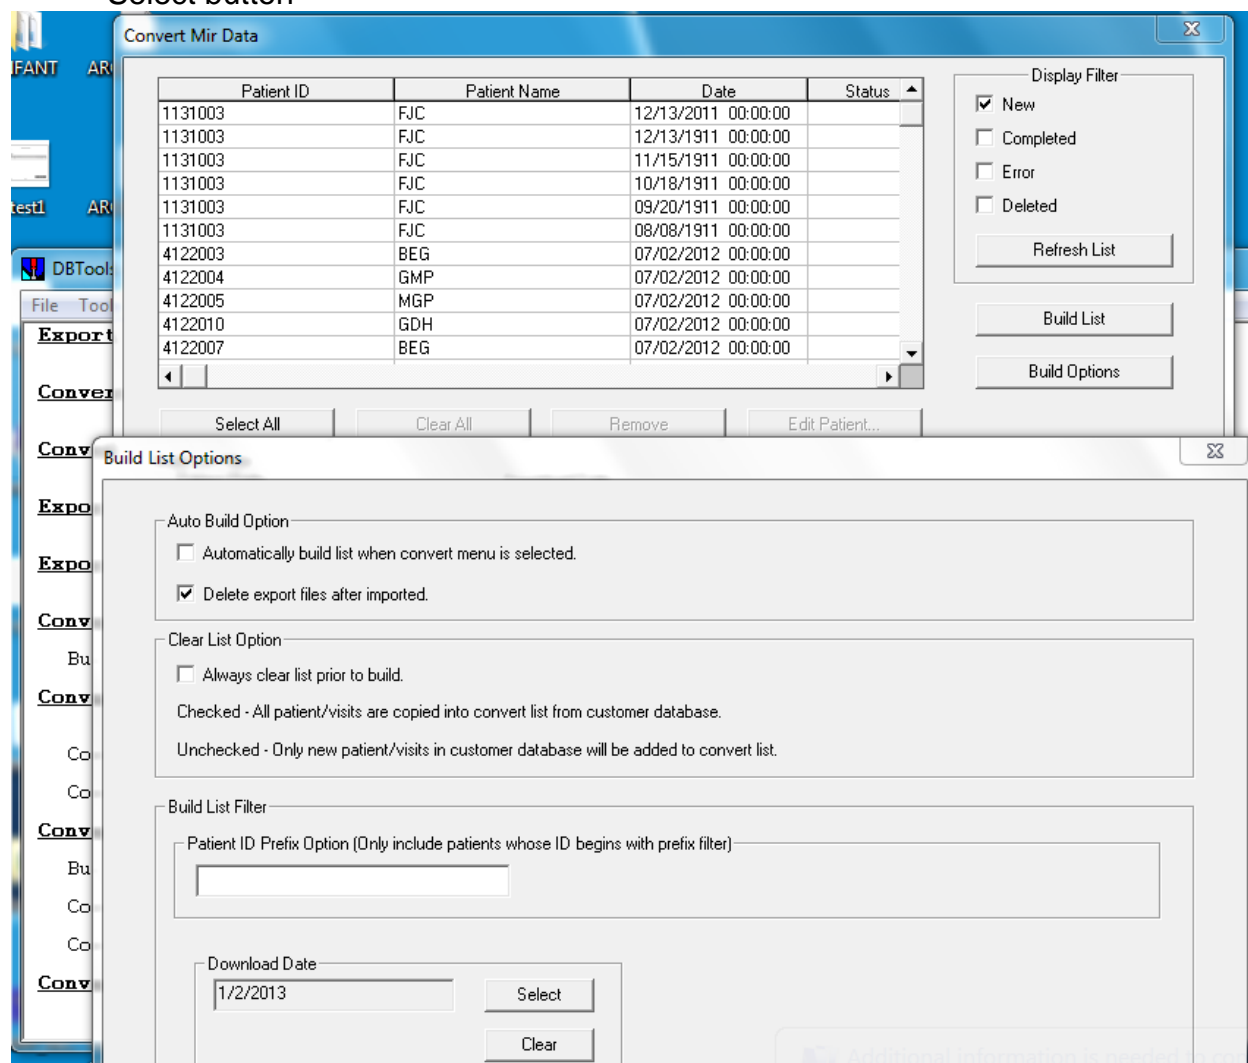 Select button
Convert Mir Data
Display Filter
Patient ID Patient Name Date Status
1131003 FJC 12/13/2011 00:00:00
1131003 FJC 12/13/1911 00:00:00
1131003 FJC 11/15/1911 00:00:00
1131003 FJC 10/18/1911 00:00:00
1131003 FJC 09/20/1911 00:00:00
1131003 FJC 08/08/1911 00:00:00
4122003 BEG 07/02/2012 00:00:00
4122004 GMP 07/02/2012 00:00:00
4122005 MGP 07/02/2012 00:00:00
4122010 GDH 07/02/2012 00:00:00
4122007 BEG 07/02/2012 00:00:00
New
Completed
Error
Deleted
Refresh List
Build List
Build Options
Select All Clear All Remove Edit Patient...
FANT AR
test1 AR
DBTools
File Tool
Export
Conver
Conv
Expo
Expo
Conv
Bu
Conv
Co
Co
Conv
Bu
Co
Co
Conv
Build List Options
Auto Build Option
Automatically build list when convert menu is selected.
Delete export files after imported.
Clear List Option
Always clear list prior to build.
Checked - All patient/visits are copied into convert list from customer database.
Unchecked - Only new patient/visits in customer database will be added to convert list.
Build List Filter
Patient ID Prefix Option (Only include patients whose ID begins with prefix filter)
Download Date
1/2/2013 Select
Clear
Additional information is needed to co